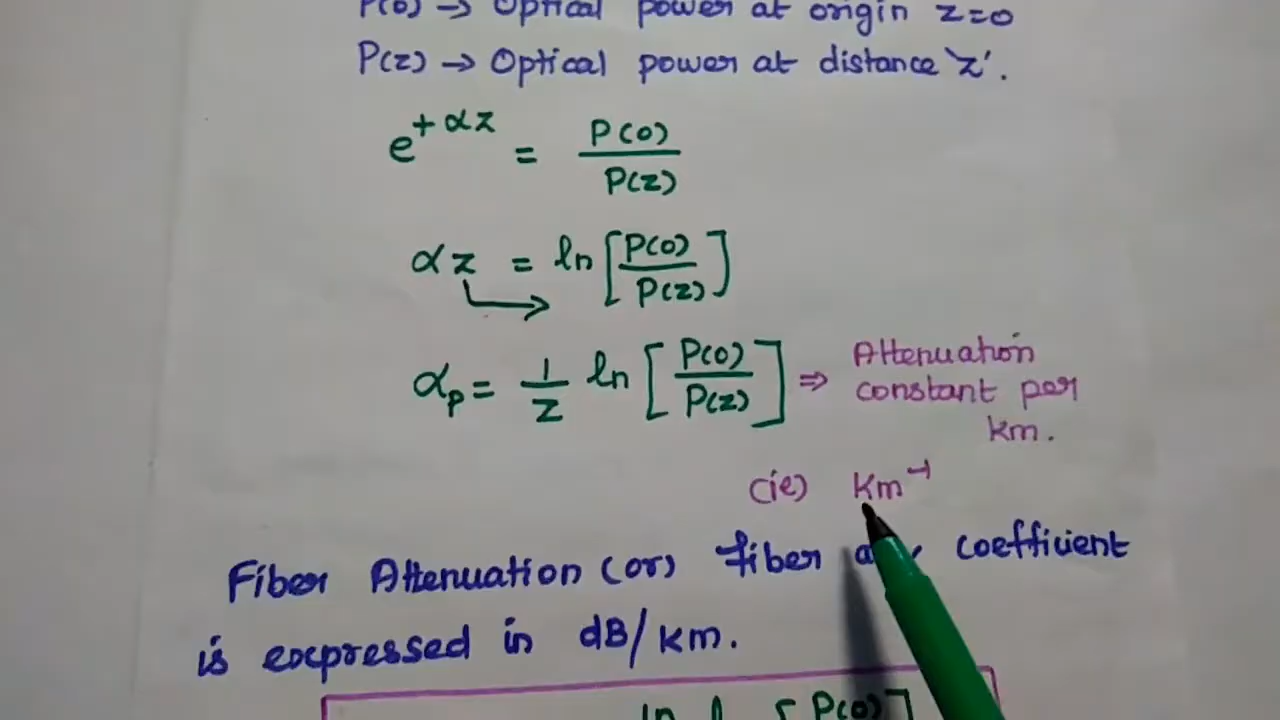 P(0) → Optical power at origin z=0
P(z) → Optical power at distance 'z'.
e^{+αz} = P(0)/P(z)
αz = ln [P(0)/P(z)]
α_p = 1/z ln [P(0)/P(z)] ⇒ Attenuation
constant per
km.
(ie) Km⁻¹
Fiber Attenuation (or) fiber coefficient
is expressed in dB/km.
[P(0)]